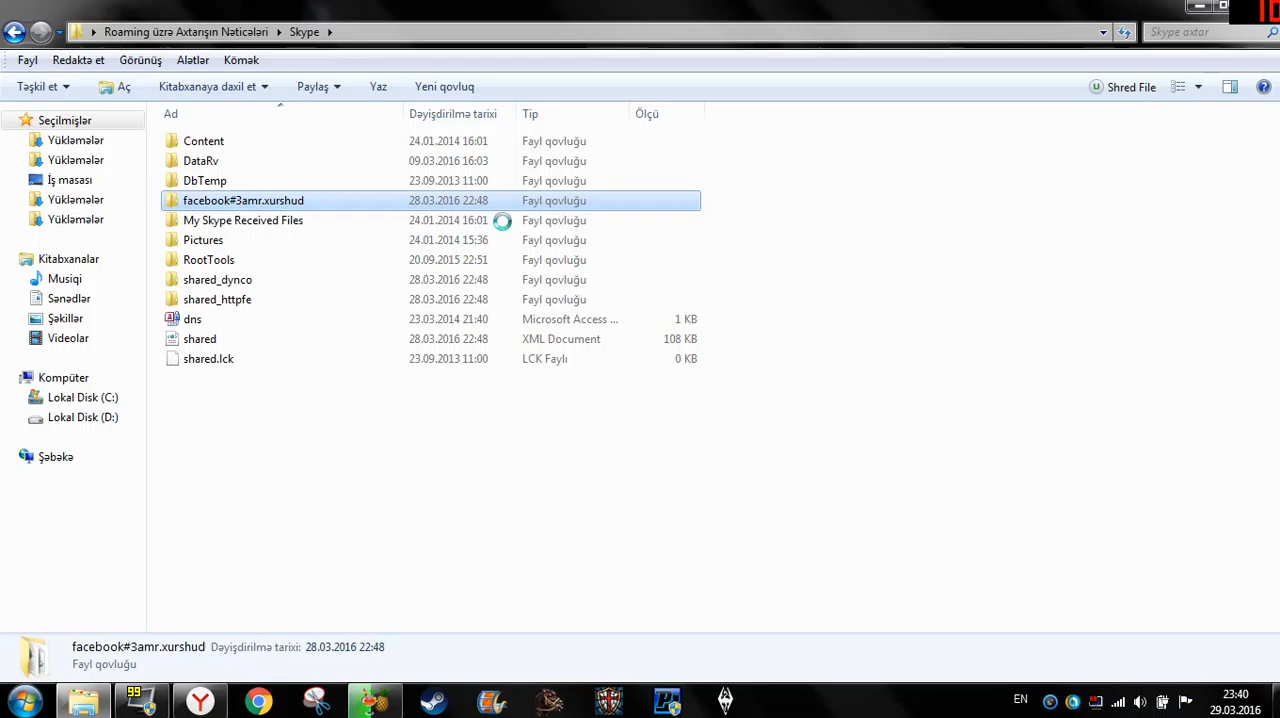 Roaming üzrə Axtarışın Nəticələri Skype
Skype axtar
Fayl Redaktə et Görünüş Alətlər Kömək
Təşkil et Aç Kitabxanaya daxil et Paylaş Yaz Yeni qovluq Shred File
Ad Dəyişdirilmə tarixi Tip Ölçü
Seçilmişlər
Yükləmələr
Yükləmələr
İş masası
Yükləmələr
Yükləmələr
Kitabxanalar
Musiqi
Sənədlər
Şəkillər
Videolar
Kompüter
Lokal Disk (C:)
Lokal Disk (D:)
Şəbəkə
Content 24.01.2014 16:01 Fayl qovluğu
DataRv 09.03.2016 16:03 Fayl qovluğu
DbTemp 23.09.2013 11:00 Fayl qovluğu
facebook#3amr.xurshud 28.03.2016 22:48 Fayl qovluğu
My Skype Received Files 24.01.2014 16:01 Fayl qovluğu
Pictures 24.01.2014 15:36 Fayl qovluğu
RootTools 20.09.2015 22:51 Fayl qovluğu
shared_dynco 28.03.2016 22:48 Fayl qovluğu
shared_httpfe 28.03.2016 22:48 Fayl qovluğu
dns 23.03.2014 21:40 Microsoft Access ... 1 KB
shared 28.03.2016 22:48 XML Document 108 KB
shared.lck 23.09.2013 11:00 LCK Faylı 0 KB
facebook#3amr.xurshud Dəyişdirilmə tarixi: 28.03.2016 22:48
Fayl qovluğu
99
EN
23:40
29.03.2016